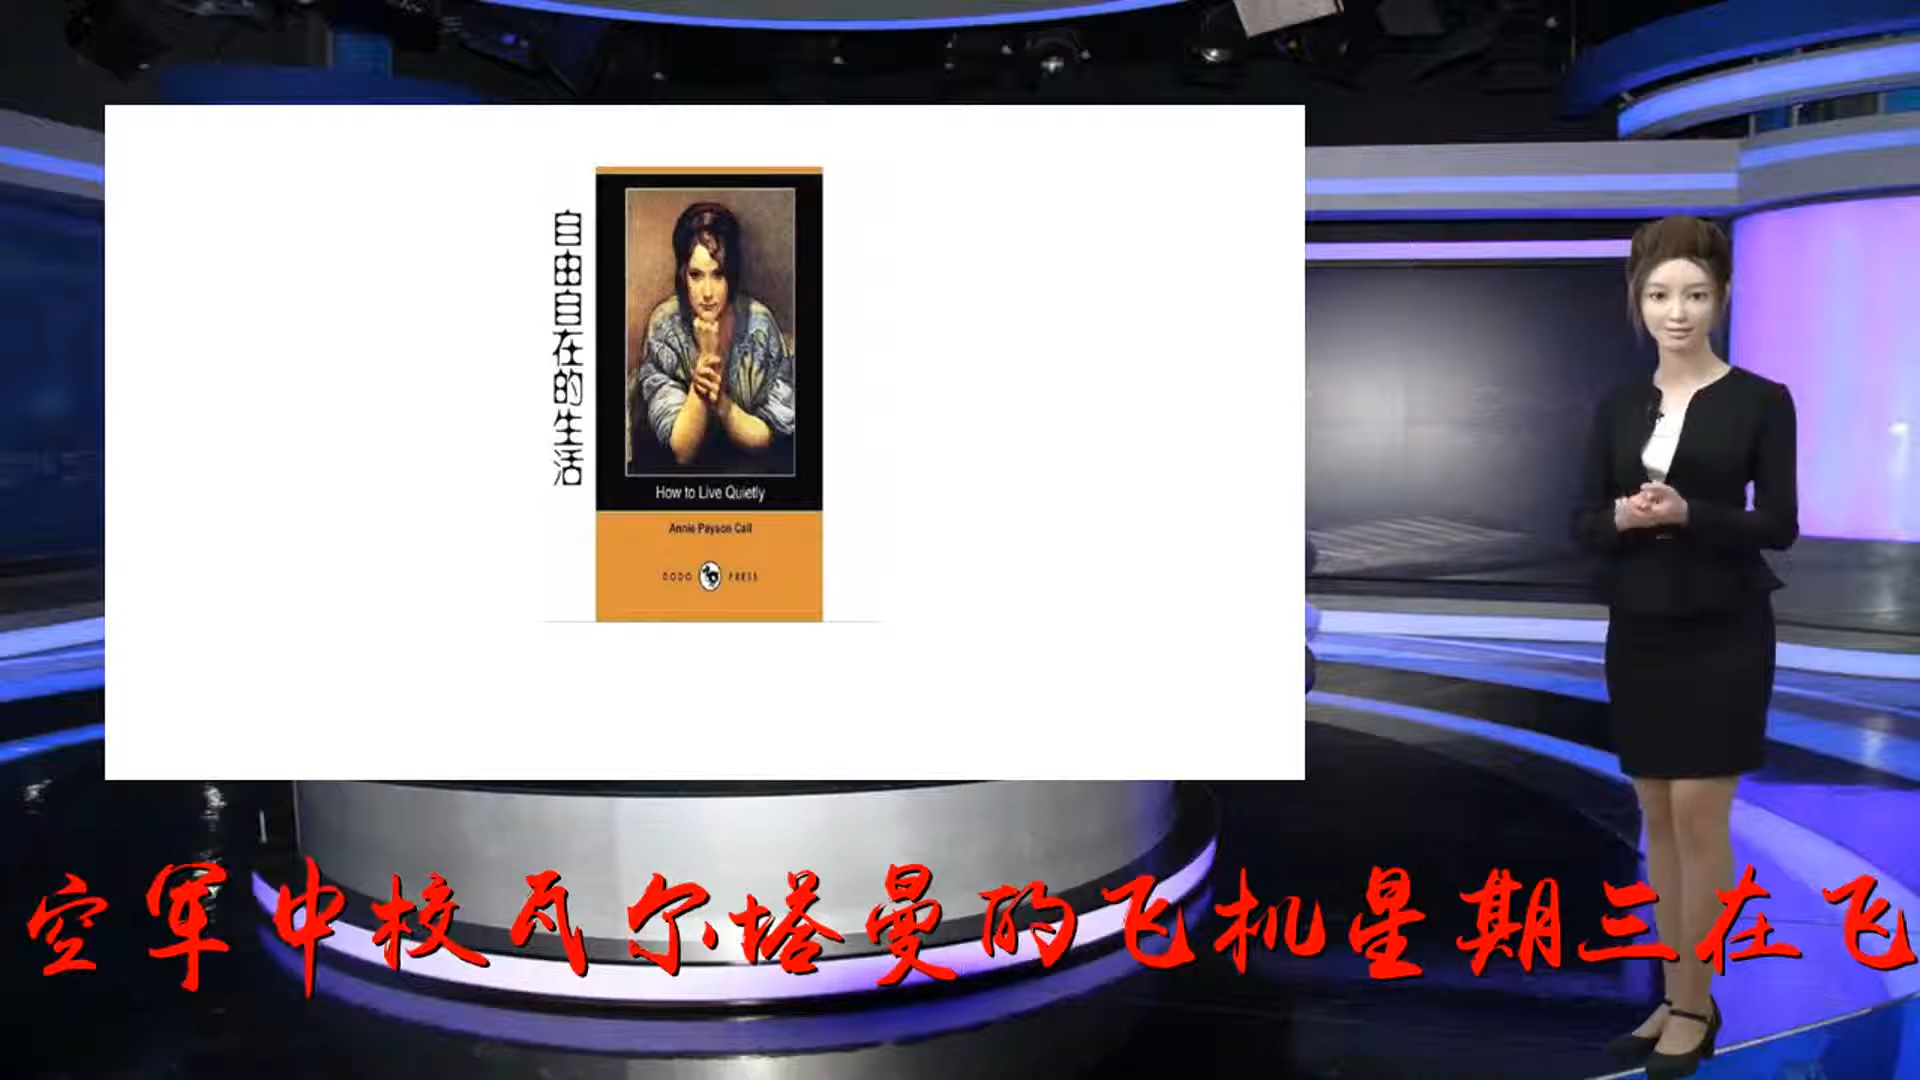 自由自在的生活
How to Live Quietly
Annie Payson Call
DODO PRESS
空军中校瓦尔塔曼的飞机星期三在飞